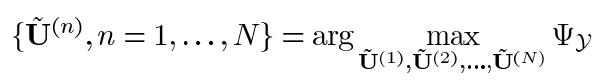 {Ũ⁽ⁿ⁾, n = 1, ..., N} = arg max_{Ũ⁽¹⁾,Ũ⁽²⁾,...,Ũ⁽ᴺ⁾} Ψ_𝒴